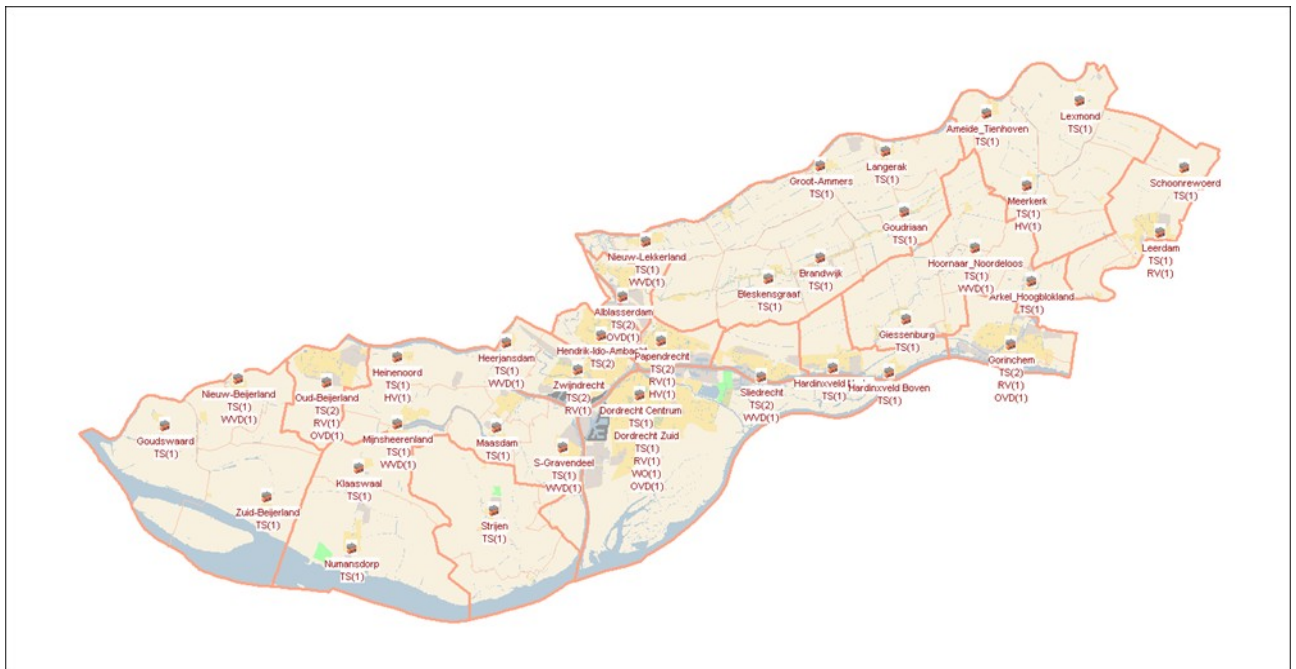 Lexmond
TS(1)
Ameide_Tienhoven
TS(1)
Langerak
TS(1)
Groot-Ammers
TS(1)
Schoonrewoerd
TS(1)
Meerkerk
TS(1)
HV(1)
Goudriaan
TS(1)
Leerdam
TS(1)
RV(1)
Nieuw-Lekkerland
TS(1)
WVD(1)
Hoornaar_Noordeloos
TS(1)
WVD(1)
Brandwijk
TS(1)
Bleskensgraaf
TS(1)
Arkel_Hoogblokland
TS(1)
Alblasserdam
TS(2)
OVD(1)
Giessenburg
TS(1)
Hendrik-Ido-Ambacht
TS(2)
Papendrecht
TS(2)
RV(1)
HV(1)
Gorinchem
TS(2)
RV(1)
OVD(1)
Heerjansdam
TS(1)
WVD(1)
Heinenoord
TS(1)
HV(1)
Zwijndrecht
TS(2)
RV(1)
Sliedrecht
TS(2)
WVD(1)
Hardinxveld
TS(1)
Hardinxveld Boven
TS(1)
Nieuw-Beijerland
TS(1)
WVD(1)
Oud-Beijerland
TS(2)
RV(1)
OVD(1)
Dordrecht Centrum
TS(1)
Dordrecht Zuid
TS(1)
RV(1)
WO(1)
OVD(1)
Goudswaard
TS(1)
Mijnsheerenland
TS(1)
WVD(1)
Maasdam
TS(1)
S-Gravendeel
TS(1)
WVD(1)
Klaaswaal
TS(1)
Zuid-Beijerland
TS(1)
Strijen
TS(1)
Numansdorp
TS(1)